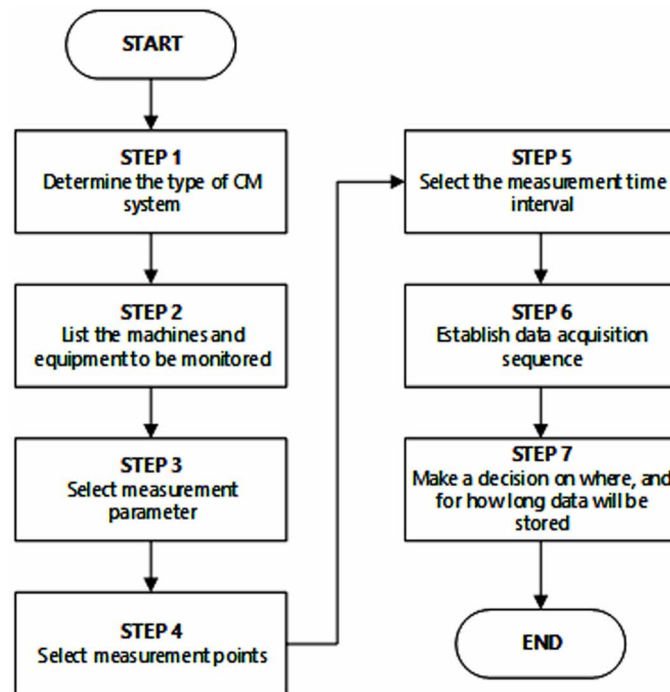 START
STEP 1
Determine the type of CM
system
STEP 2
List the machines and
equipment to be monitored
STEP 3
Select measurement
parameter
STEP 4
Select measurement points
STEP 5
Select the measurement time
interval
STEP 6
Establish data acquisition
sequence
STEP 7
Make a decision on where, and
for how long data will be
stored
END